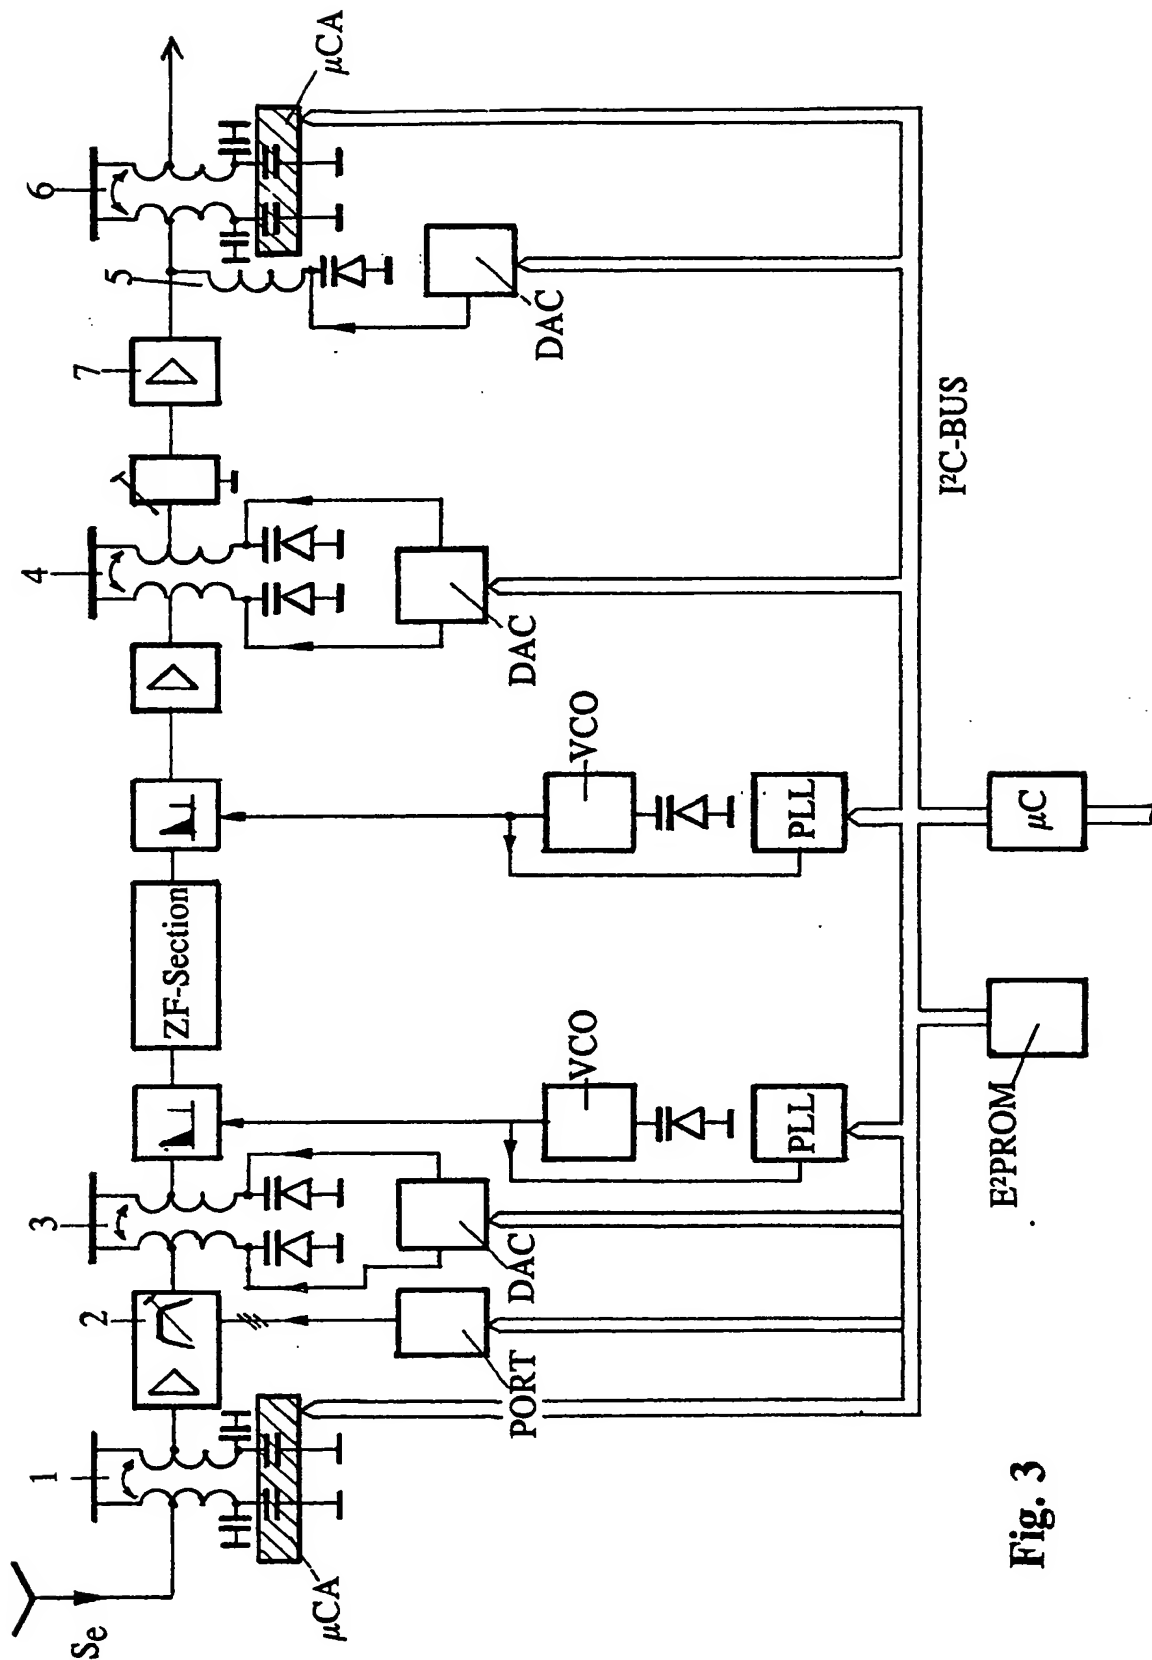 Se
1
2
3
4
7
5
6
μCA
ZF-Section
μCA
PORT
DAC
VCO
VCO
DAC
DAC
PLL
PLL
I²C-BUS
E²PROM
μC
Fig. 3